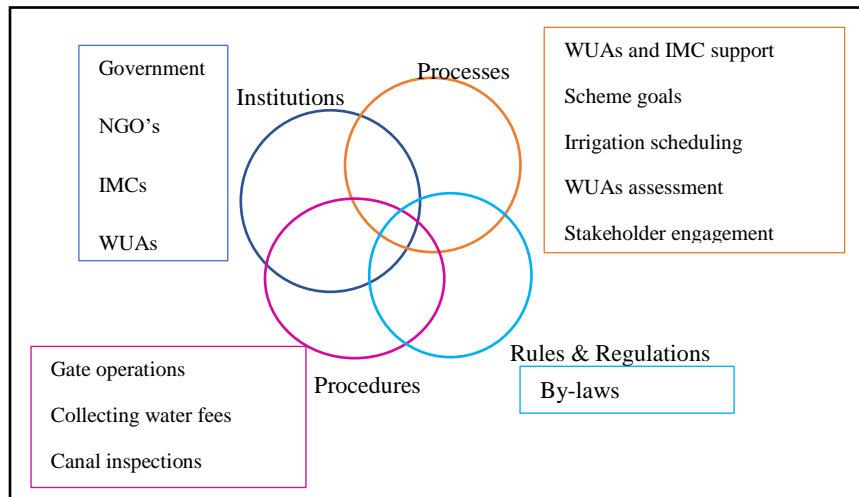 Government
NGO's
IMCs
WUAs
Institutions
Processes
WUAs and IMC support
Scheme goals
Irrigation scheduling
WUAs assessment
Stakeholder engagement
Gate operations
Collecting water fees
Canal inspections
Procedures
Rules & Regulations
By-laws